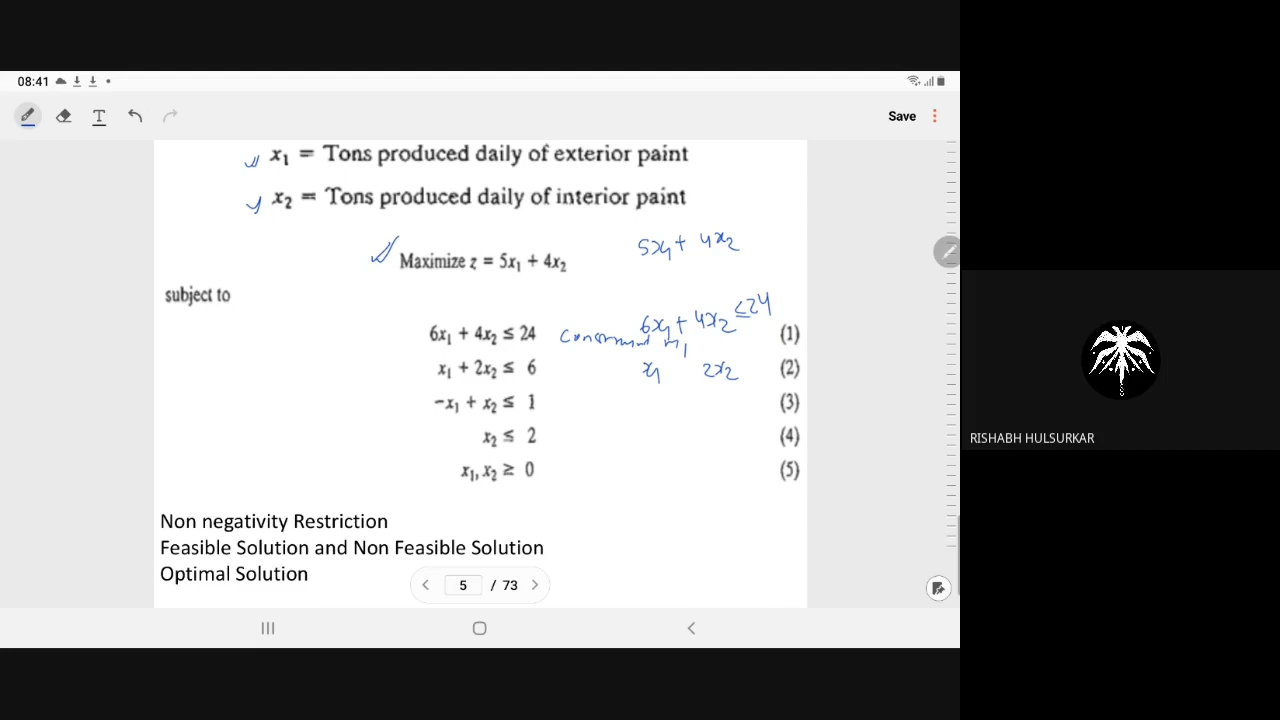 08:41
Save
x₁ = Tons produced daily of exterior paint
x₂ = Tons produced daily of interior paint
5x₁ + 4x₂
Maximize z = 5x₁ + 4x₂
subject to
6x₁ + 4x₂ ≤ 24
6x₁ + 4x₂ ≤ 24 (1)
x₁ + 2x₂ ≤ 6 x₁ 2x₂ (2)
-x₁ + x₂ ≤ 1 (3)
x₂ ≤ 2 (4)
x₁, x₂ ≥ 0 (5)
Non negativity Restriction
Feasible Solution and Non Feasible Solution
Optimal Solution
5 / 73
RISHABH HULSURKAR